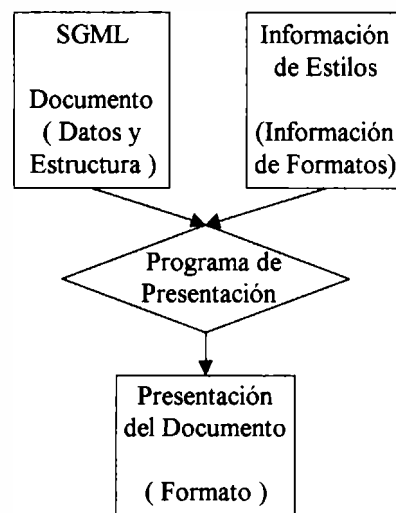 SGML
Documento
( Datos y
Estructura )
Información
de Estilos
(Información
de Formatos)
Programa de
Presentación
Presentación
del Documento
( Formato )